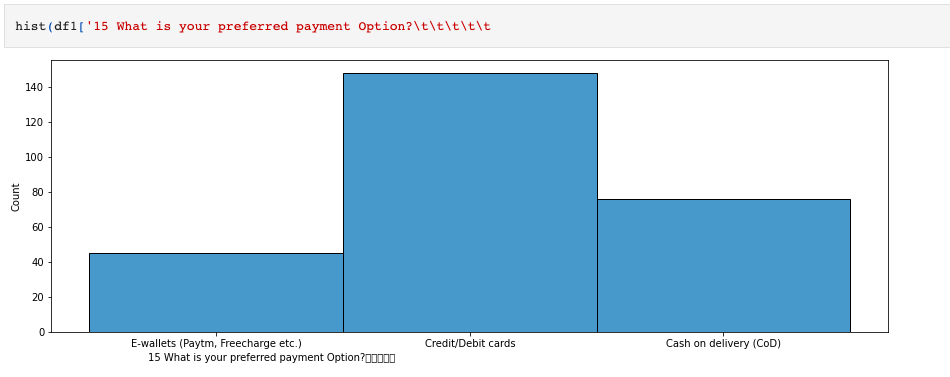 hist(df1['15 What is your preferred payment Option?\t\t\t\t\t
140
120
100
80
60
40
20
0
Count
E-wallets (Paytm, Freecharge etc.) Credit/Debit cards Cash on delivery (CoD)
15 What is your preferred payment Option?▯▯▯▯▯